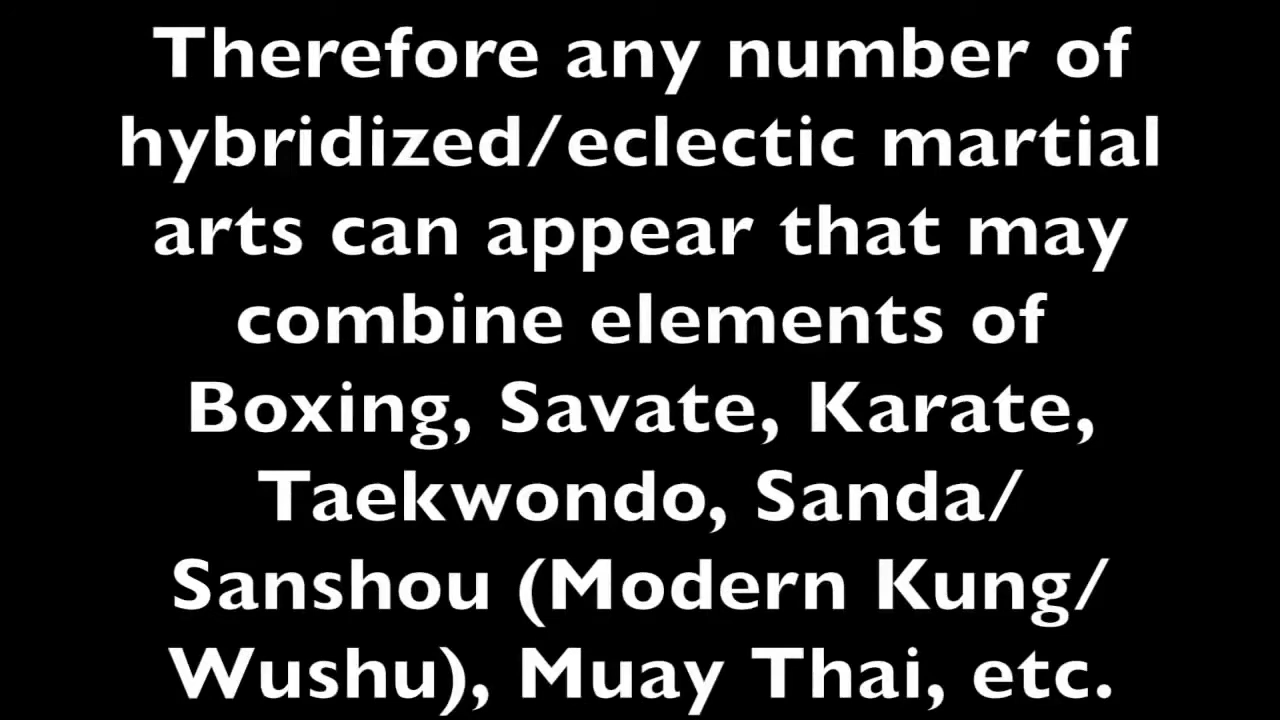 Therefore any number of
hybridized/eclectic martial
arts can appear that may
combine elements of
Boxing, Savate, Karate,
Taekwondo, Sanda/
Sanshou (Modern Kung/
Wushu), Muay Thai, etc.